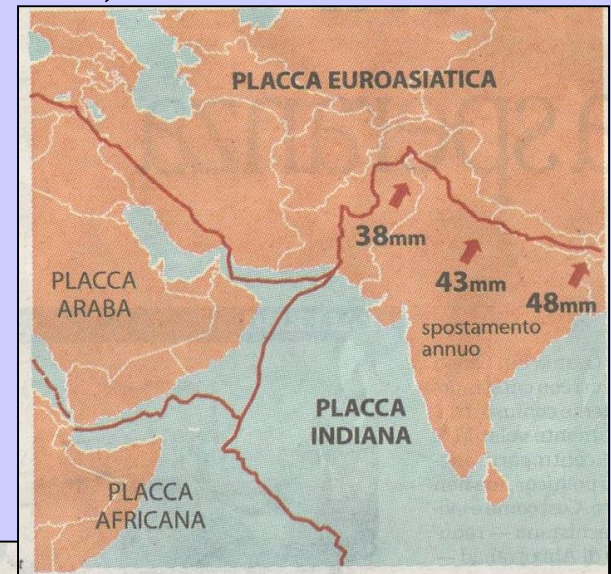 PLACCA EUROASIATICA
38mm
43mm
48mm
spostamento
annuo
PLACCA
ARABA
PLACCA
INDIANA
PLACCA
AFRICANA